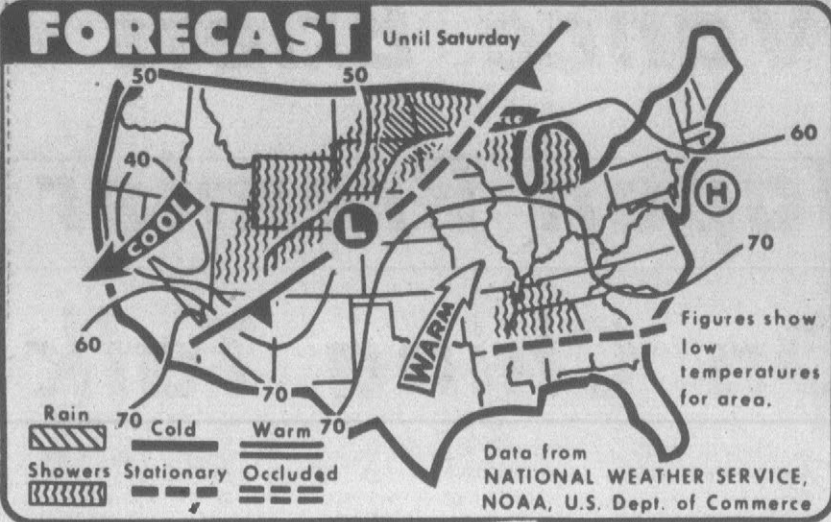 FORECAST
Until Saturday
50
50
60
40
COOL
L
H
70
WARM
60
Figures show
low
temperatures
for area.
70
70
70
Rain
Cold
Warm
Showers
Stationary
Occluded
Data from
NATIONAL WEATHER SERVICE,
NOAA, U.S. Dept. of Commerce